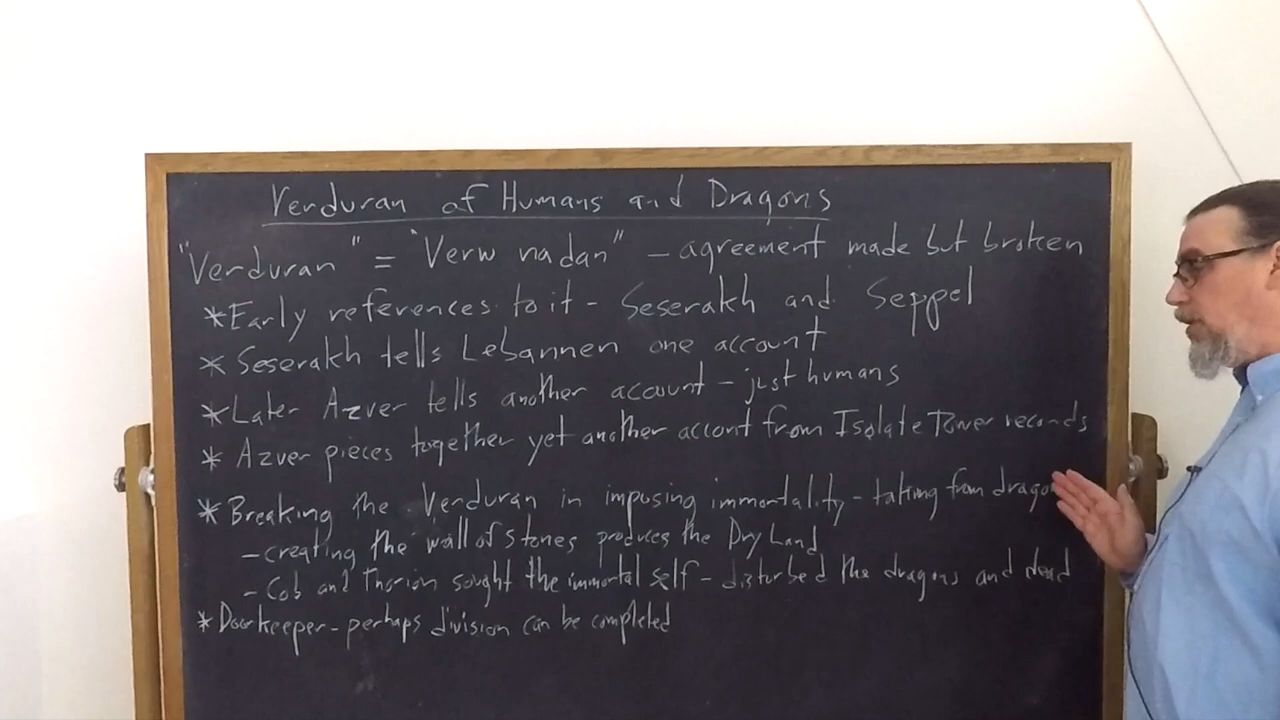 Verduran of Humans and Dragons
"Verduran" = "Verw nadan" – agreement made but broken
* Early references to it – Seserakh and Seppel
* Seserakh tells Lebannen one account
* Later Azver tells another account – just humans
* Azver pieces together yet another accont from Isolate Tower records
* Breaking the Verduran in imposing immortality – taking from dragon
– creating the wall of stones produces the Dry Land
– Cob and Thorion sought the immortal self – disturbed the dragons and dead
* Doorkeeper – perhaps division can be completed